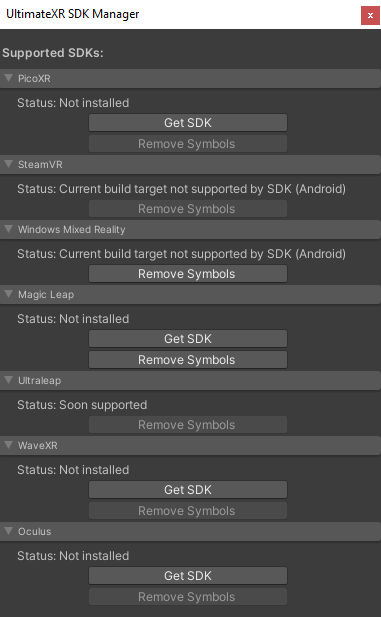 UltimateXR SDK Manager
x
Supported SDKs:
PicoXR
Status: Not installed
Get SDK
Remove Symbols
SteamVR
Status: Current build target not supported by SDK (Android)
Remove Symbols
Windows Mixed Reality
Status: Current build target not supported by SDK (Android)
Remove Symbols
Magic Leap
Status: Not installed
Get SDK
Remove Symbols
Ultraleap
Status: Soon supported
Remove Symbols
WaveXR
Status: Not installed
Get SDK
Remove Symbols
Oculus
Status: Not installed
Get SDK
Remove Symbols